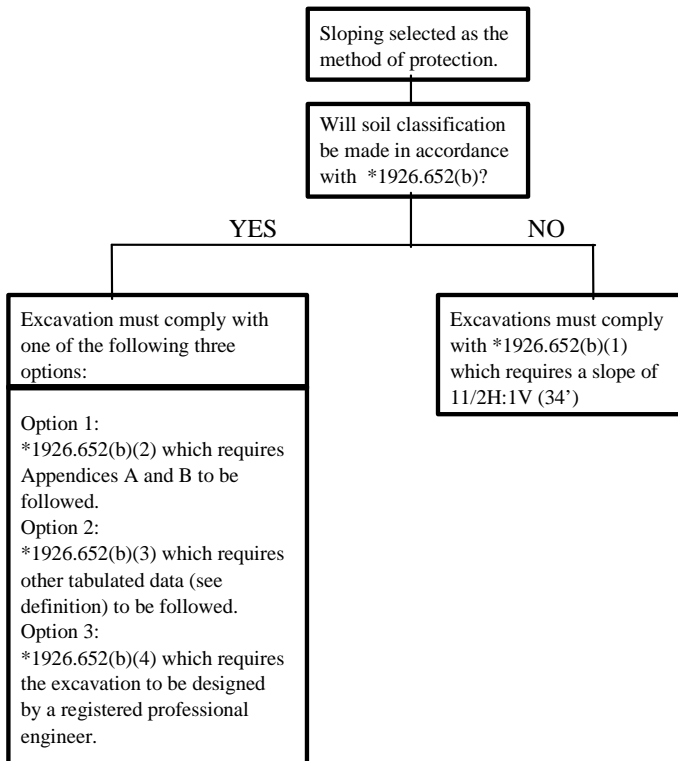 Sloping selected as the
method of protection.
Will soil classification
be made in accordance
with *1926.652(b)?
YES
NO
Excavation must comply with
one of the following three
options:
Option 1:
*1926.652(b)(2) which requires
Appendices A and B to be
followed.
Option 2:
*1926.652(b)(3) which requires
other tabulated data (see
definition) to be followed.
Option 3:
*1926.652(b)(4) which requires
the excavation to be designed
by a registered professional
engineer.
Excavations must comply
with *1926.652(b)(1)
which requires a slope of
11/2H:1V (34’)